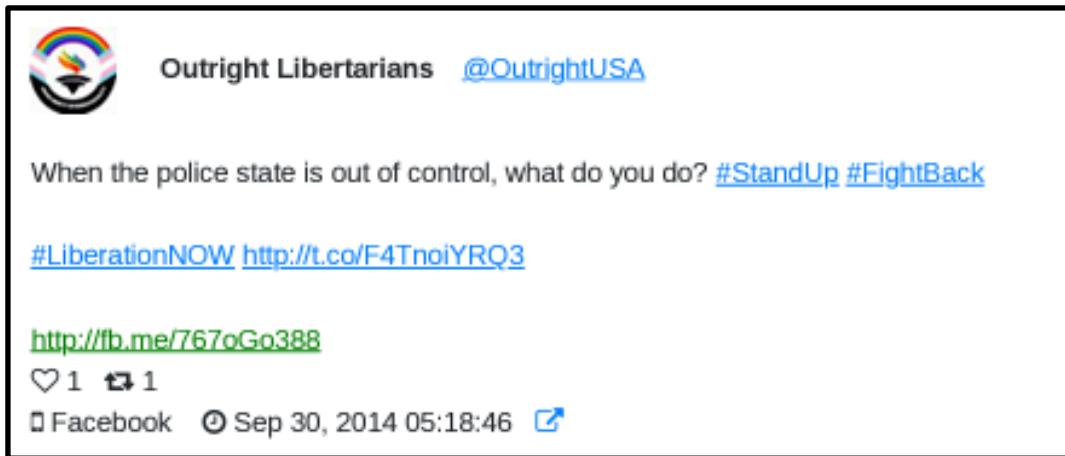 Outright Libertarians @OutrightUSA
When the police state is out of control, what do you do? #StandUp #FightBack
#LiberationNOW http://t.co/F4TnoiYRQ3
http://fb.me/767oGo388
1 1
Facebook Sep 30, 2014 05:18:46